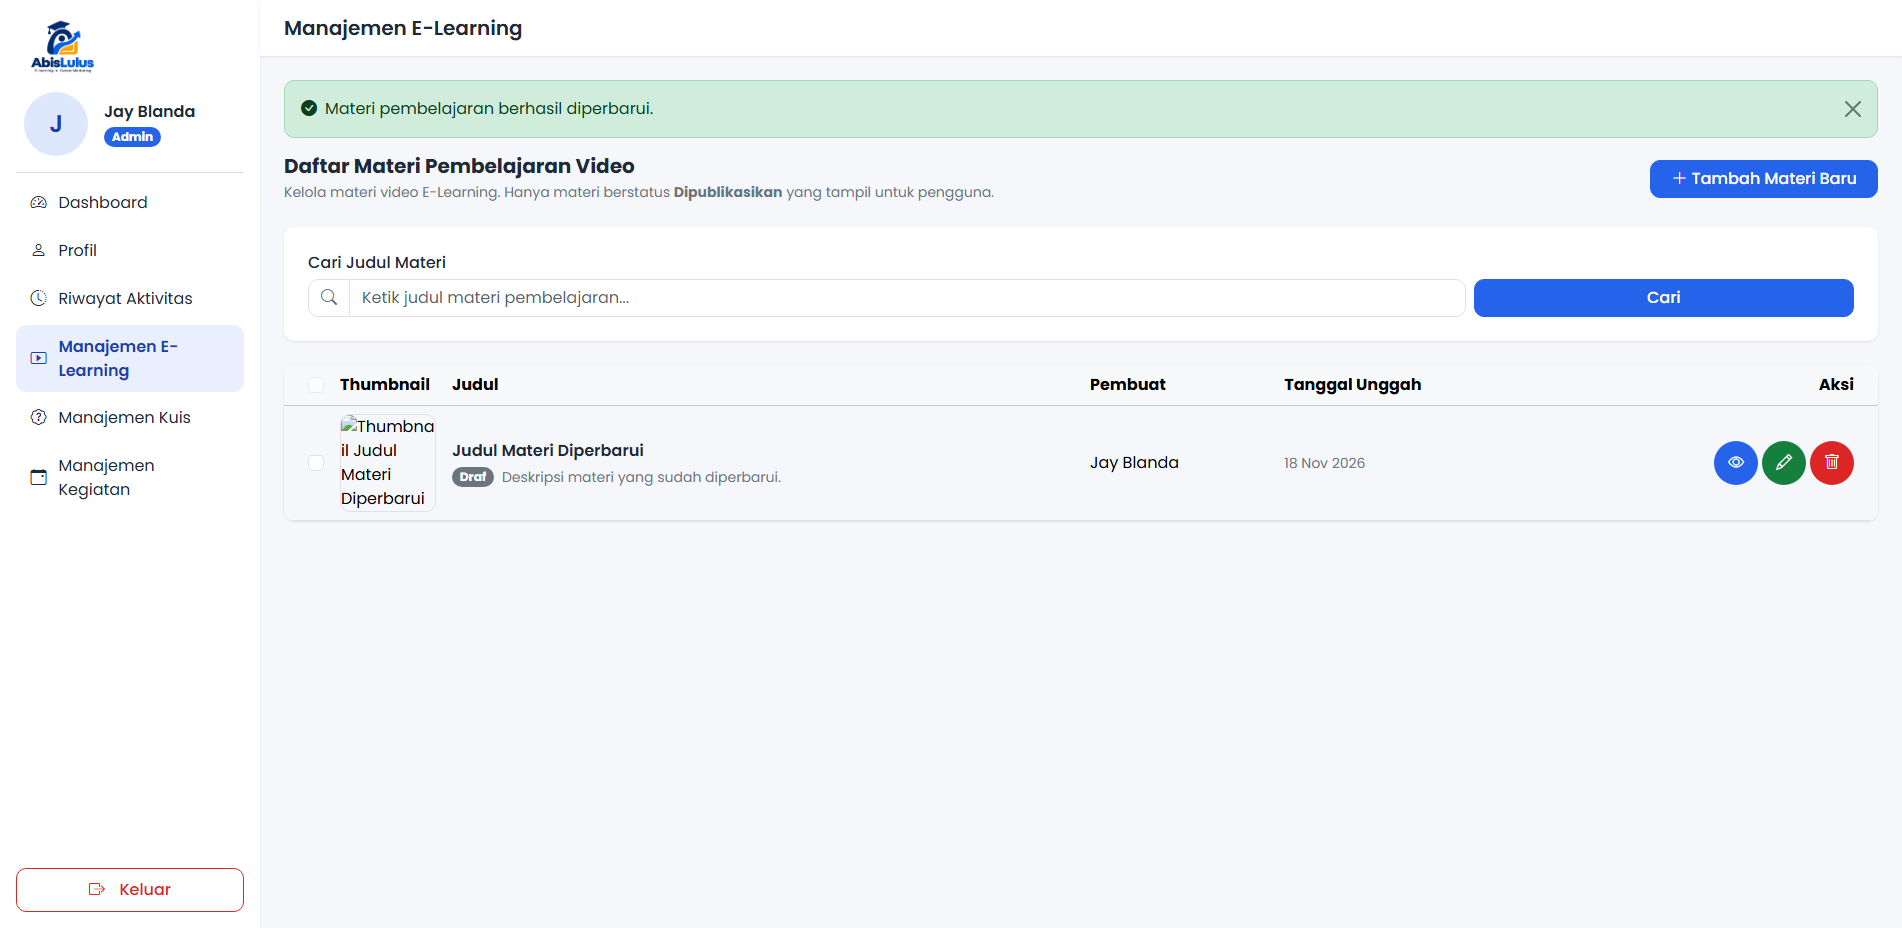 AbisLulus
J
Jay Blanda
Admin
Dashboard
Profil
Riwayat Aktivitas
Manajemen E-
Learning
Manajemen Kuis
Manajemen
Kegiatan
Keluar
Manajemen E-Learning
Materi pembelajaran berhasil diperbarui.
Daftar Materi Pembelajaran Video
Kelola materi video E-Learning. Hanya materi berstatus Dipublikasikan yang tampil untuk pengguna.
+ Tambah Materi Baru
Cari Judul Materi
Ketik judul materi pembelajaran...
Cari
Thumbnail Judul Pembuat Tanggal Unggah Aksi
Thumbna
il Judul
Materi
Diperbarui
Judul Materi Diperbarui
Draf Deskripsi materi yang sudah diperbarui.
Jay Blanda
18 Nov 2026